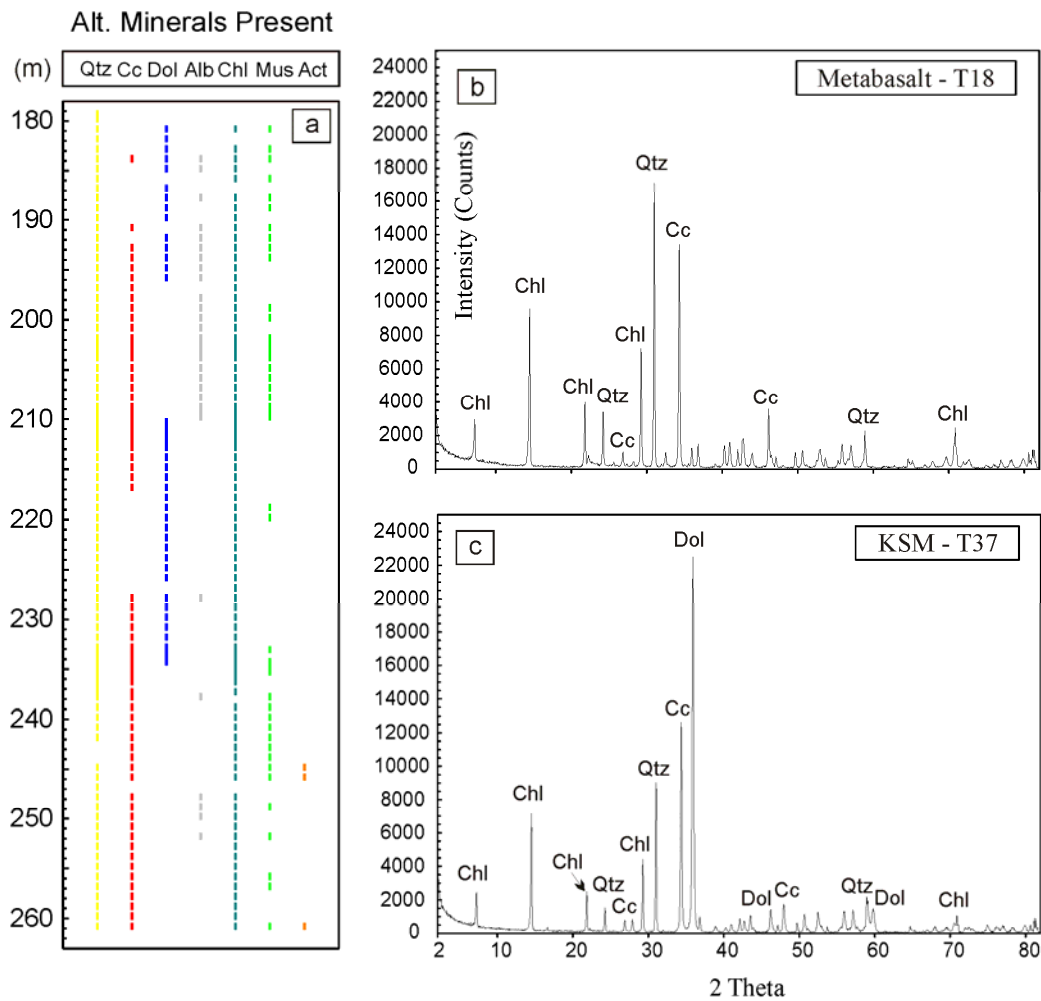 Alt. Minerals Present
(m) Qtz Cc Dol Alb Chl Mus Act
a
180
190
200
210
220
230
240
250
260
b
Metabasalt - T18
Intensity (Counts)
24000
22000
20000
18000
16000
14000
12000
10000
8000
6000
4000
2000
0
Chl
Chl
Chl
Qtz
Cc
Chl
Qtz
Cc
Cc
Qtz
Chl
c
KSM - T37
24000
22000
20000
18000
16000
14000
12000
10000
8000
6000
4000
2000
0
Chl
Chl
Chl
Qtz
Cc
Chl
Qtz
Cc
Dol
Dol
Cc
Qtz
Dol
Chl
2 10 20 30 40 50 60 70 80
2 Theta